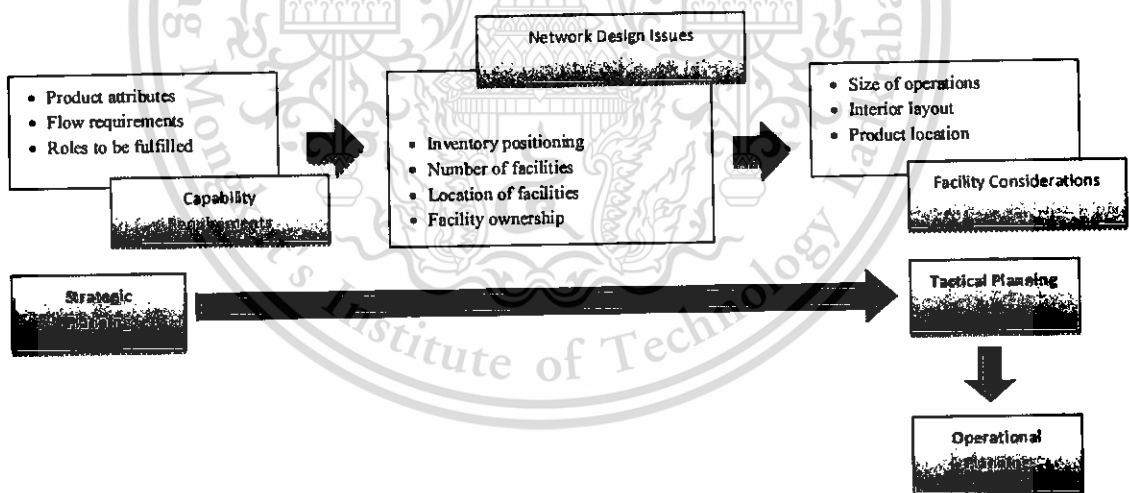 Network Design Issues
• Product attributes
• Flow requirements
• Roles to be fulfilled
Capability
Requirements
• Inventory positioning
• Number of facilities
• Location of facilities
• Facility ownership
• Size of operations
• Interior layout
• Product location
Facility Considerations
Strategic
Tactical Planning
Operational
Institute of Technology